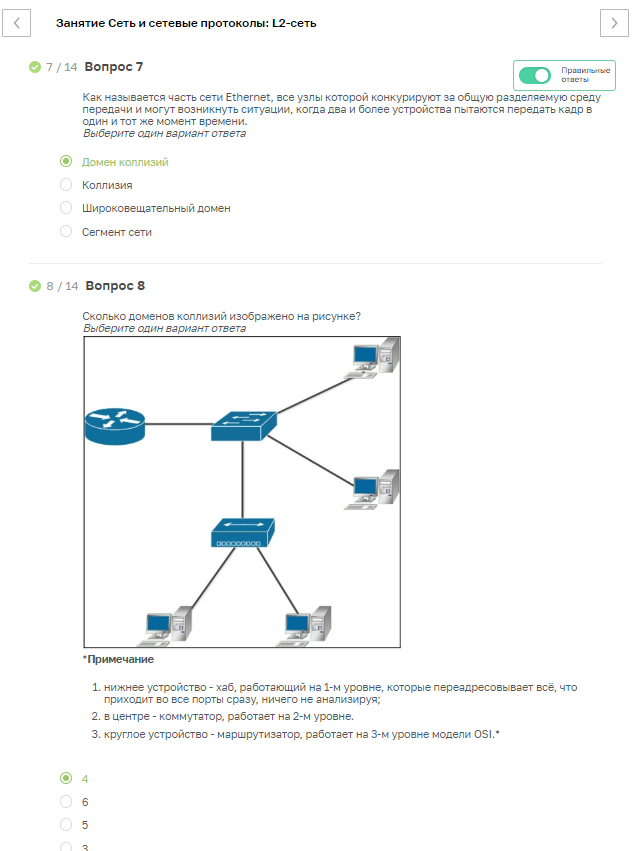 Занятие Сеть и сетевые протоколы: L2-сеть
7 / 14 Вопрос 7
Правильные
ответы
Как называется часть сети Ethernet, все узлы которой конкурируют за общую разделяемую среду
передачи и могут возникнуть ситуации, когда два и более устройства пытаются передать кадр в
один и тот же момент времени.
Выберите один вариант ответа
Домен коллизий
Коллизия
Широковещательный домен
Сегмент сети
8 / 14 Вопрос 8
Сколько доменов коллизий изображено на рисунке?
Выберите один вариант ответа
*Примечание
1. нижнее устройство - хаб, работающий на 1-м уровне, которые переадресовывает всё, что
приходит во все порты сразу, ничего не анализируя;
2. в центре - коммутатор, работает на 2-м уровне.
3. круглое устройство - маршрутизатор, работает на 3-м уровне модели OSI.*
4
6
5
3